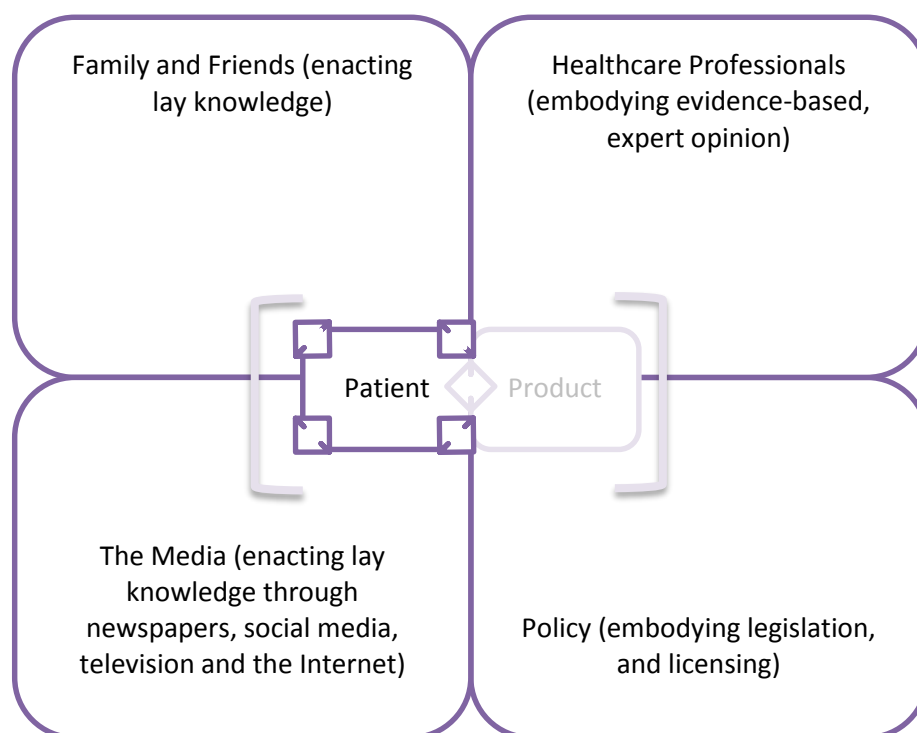 Family and Friends (enacting
lay knowledge)
Healthcare Professionals
(embodying evidence-based,
expert opinion)
Patient
Product
The Media (enacting lay
knowledge through
newspapers, social media,
television and the Internet)
Policy (embodying legislation,
and licensing)